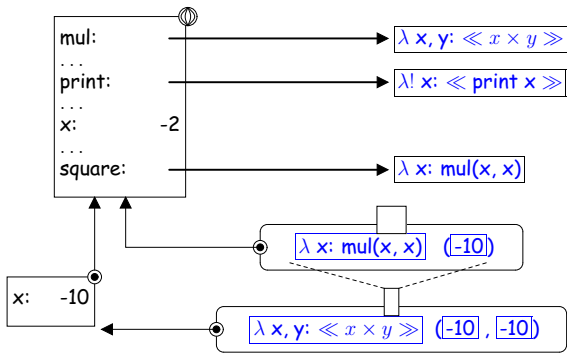 mul:
λ x, y: ≪ x × y ≫
...
print:
λ! x: ≪ print x ≫
...
x: -2
...
square:
λ x: mul(x, x)
λ x: mul(x, x) (-10)
x: -10
λ x, y: ≪ x × y ≫ (-10 , -10)